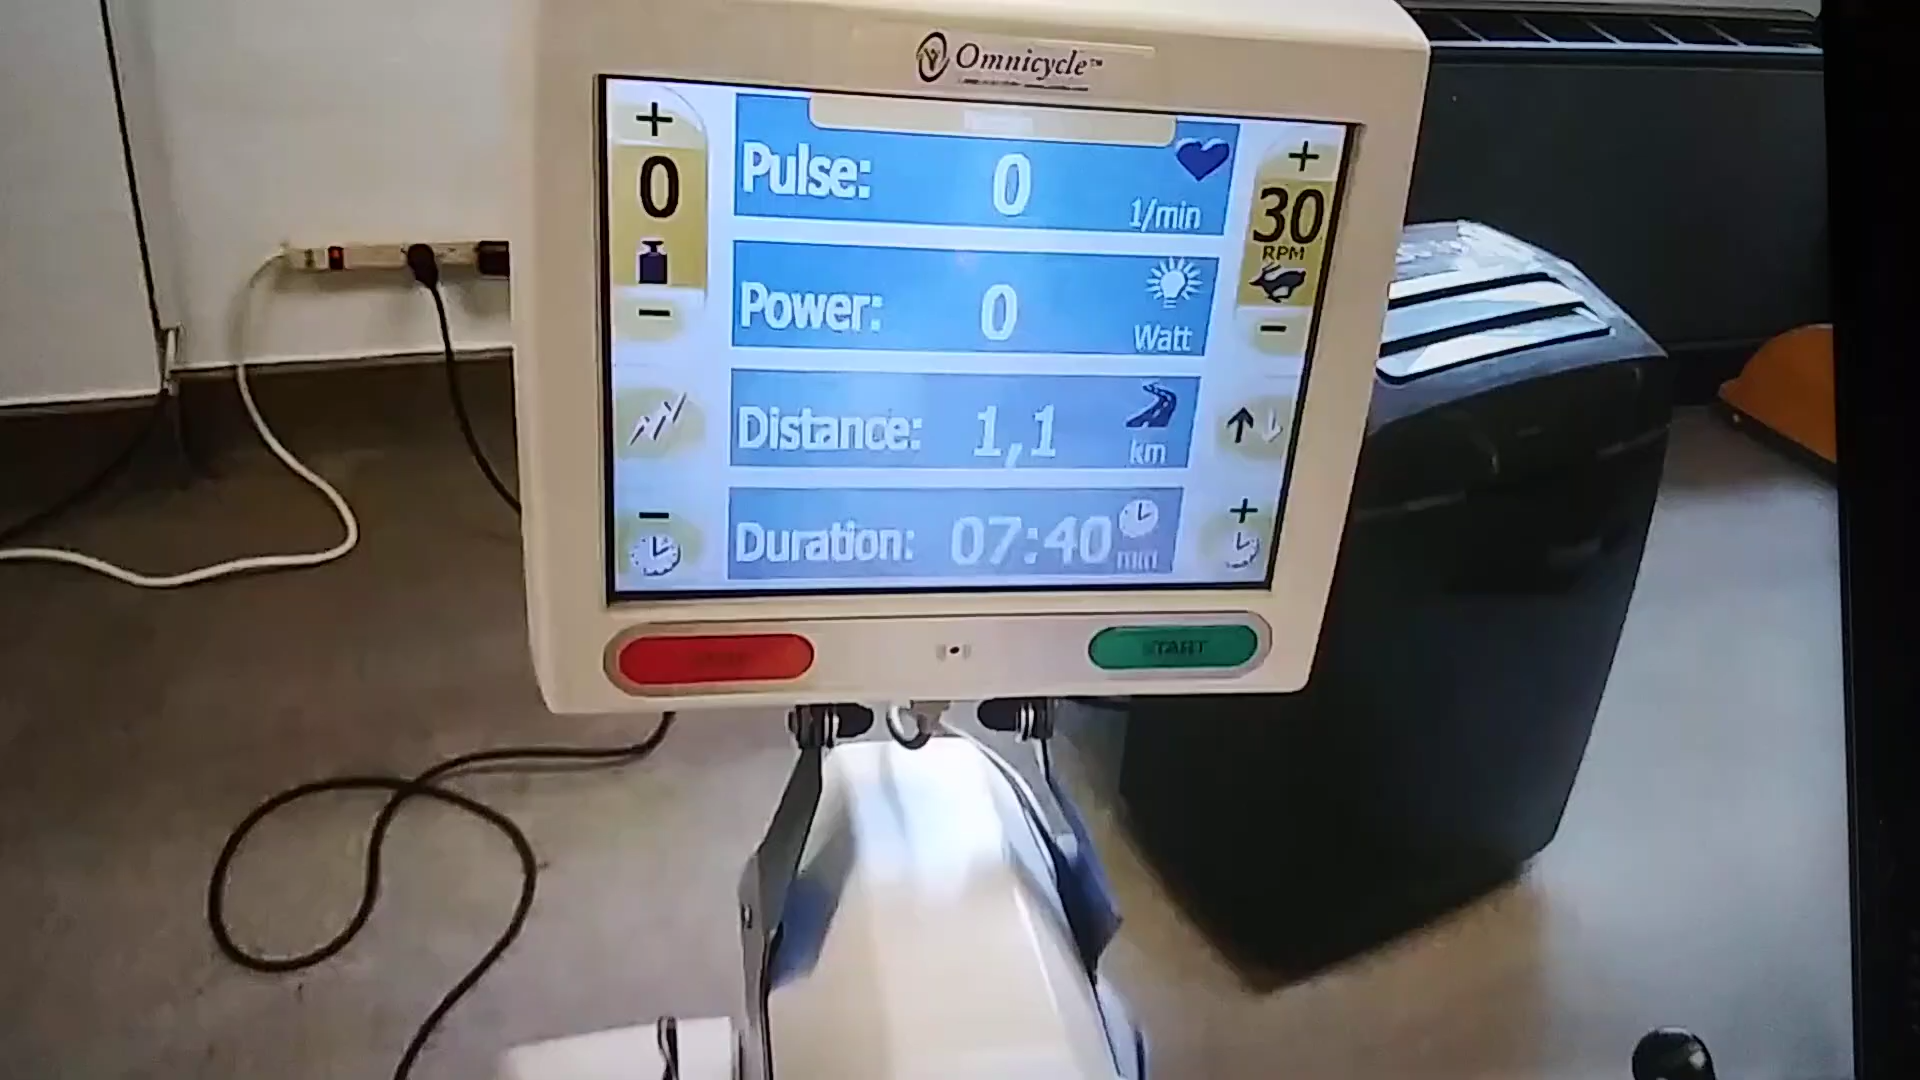 Omnicycle™
+ 0 −
Pulse: 0 1/min
+ 30 RPM −
Power: 0 Watt
Distance: 1,1 km
− Duration: 07:40 min +
START